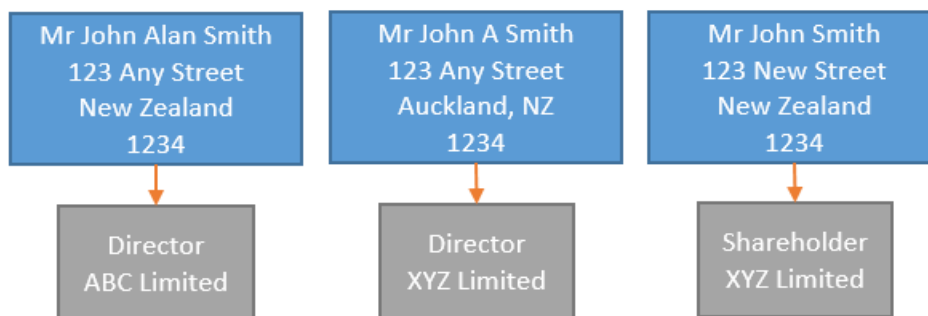 Mr John Alan Smith
123 Any Street
New Zealand
1234
Mr John A Smith
123 Any Street
Auckland, NZ
1234
Mr John Smith
123 New Street
New Zealand
1234
Director
ABC Limited
Director
XYZ Limited
Shareholder
XYZ Limited